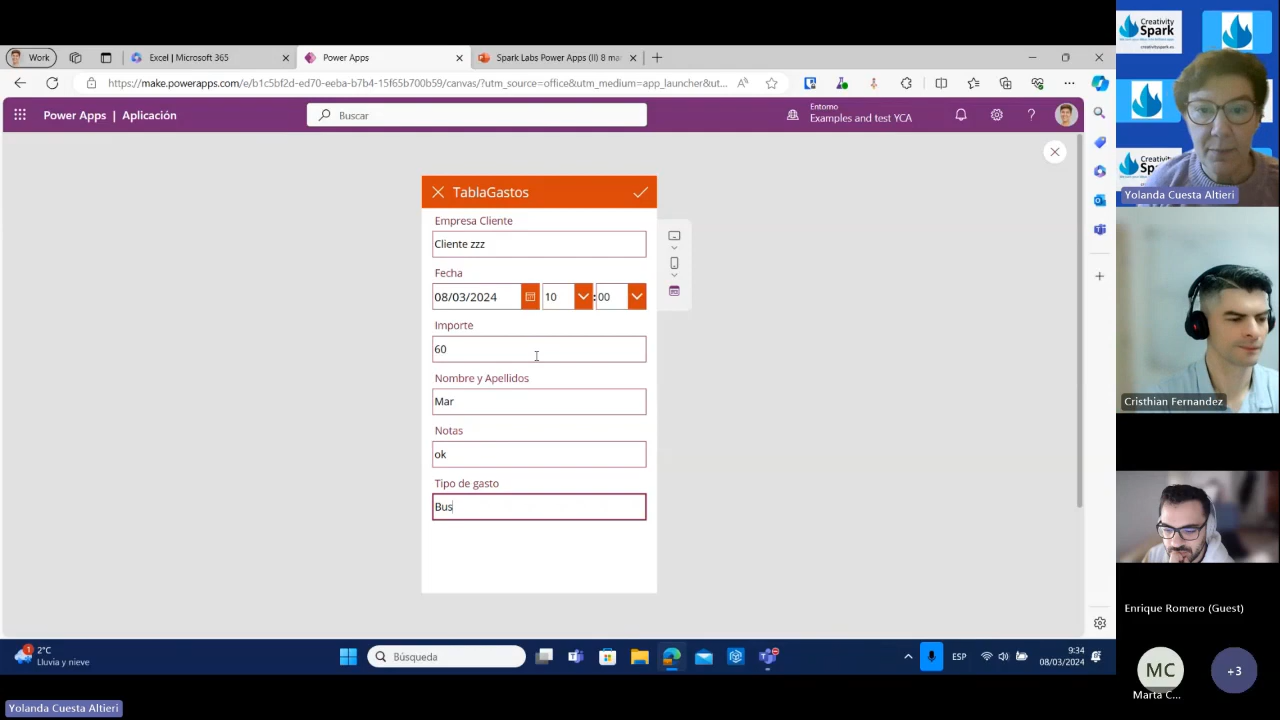 Work
Excel | Microsoft 365
Power Apps
Spark Labs Power Apps (II) 8 ma
https://make.powerapps.com/e/b1c5bf2d-ed70-eeba-b7b4-15f65b700b59/canvas/?utm_source=office&utm_medium=app_launcher&ut...
Power Apps | Aplicación
Buscar
Entorno
Examples and test YCA
TablaGastos
Empresa Cliente
Cliente zzz
Fecha
08/03/2024
10
:
00
Importe
60
Nombre y Apellidos
Mar
Notas
ok
Tipo de gasto
Bus
1
2°C
Lluvia y nieve
Búsqueda
ESP
9:34
08/03/2024
Yolanda Cuesta Altieri
Creativity
Spark
Yolanda Cuesta Altieri
Cristhian Fernandez
Enrique Romero (Guest)
MC
Marta C...
+3